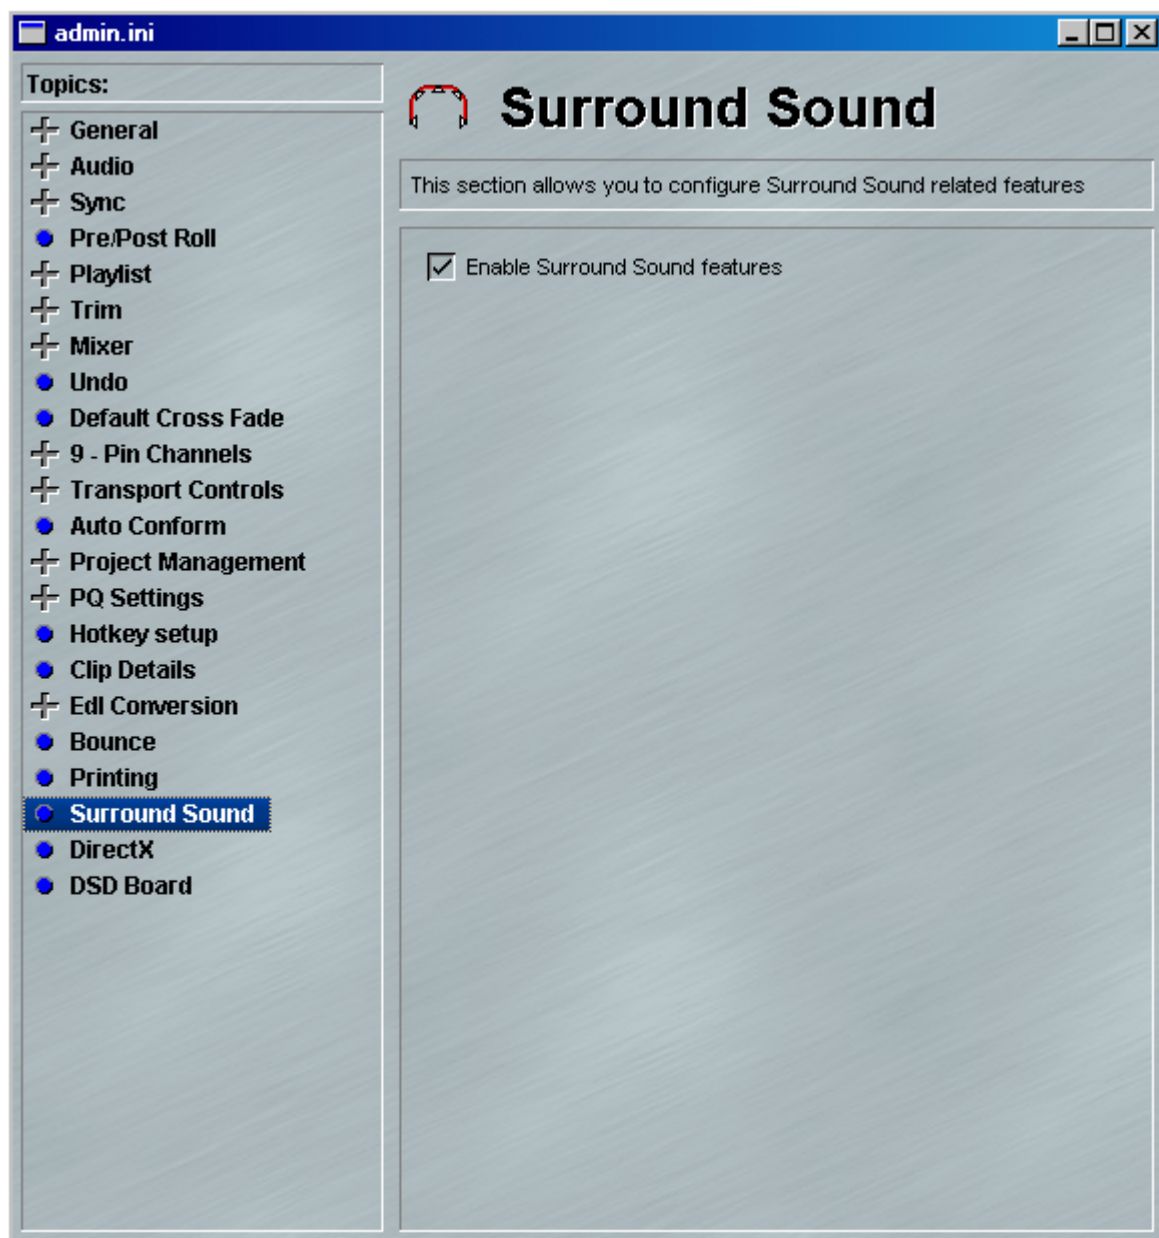 admin.ini
Topics:
General
Audio
Sync
Pre/Post Roll
Playlist
Trim
Mixer
Undo
Default Cross Fade
9 - Pin Channels
Transport Controls
Auto Conform
Project Management
PQ Settings
Hotkey setup
Clip Details
Edl Conversion
Bounce
Printing
Surround Sound
DirectX
DSD Board
Surround Sound
This section allows you to configure Surround Sound related features
Enable Surround Sound features